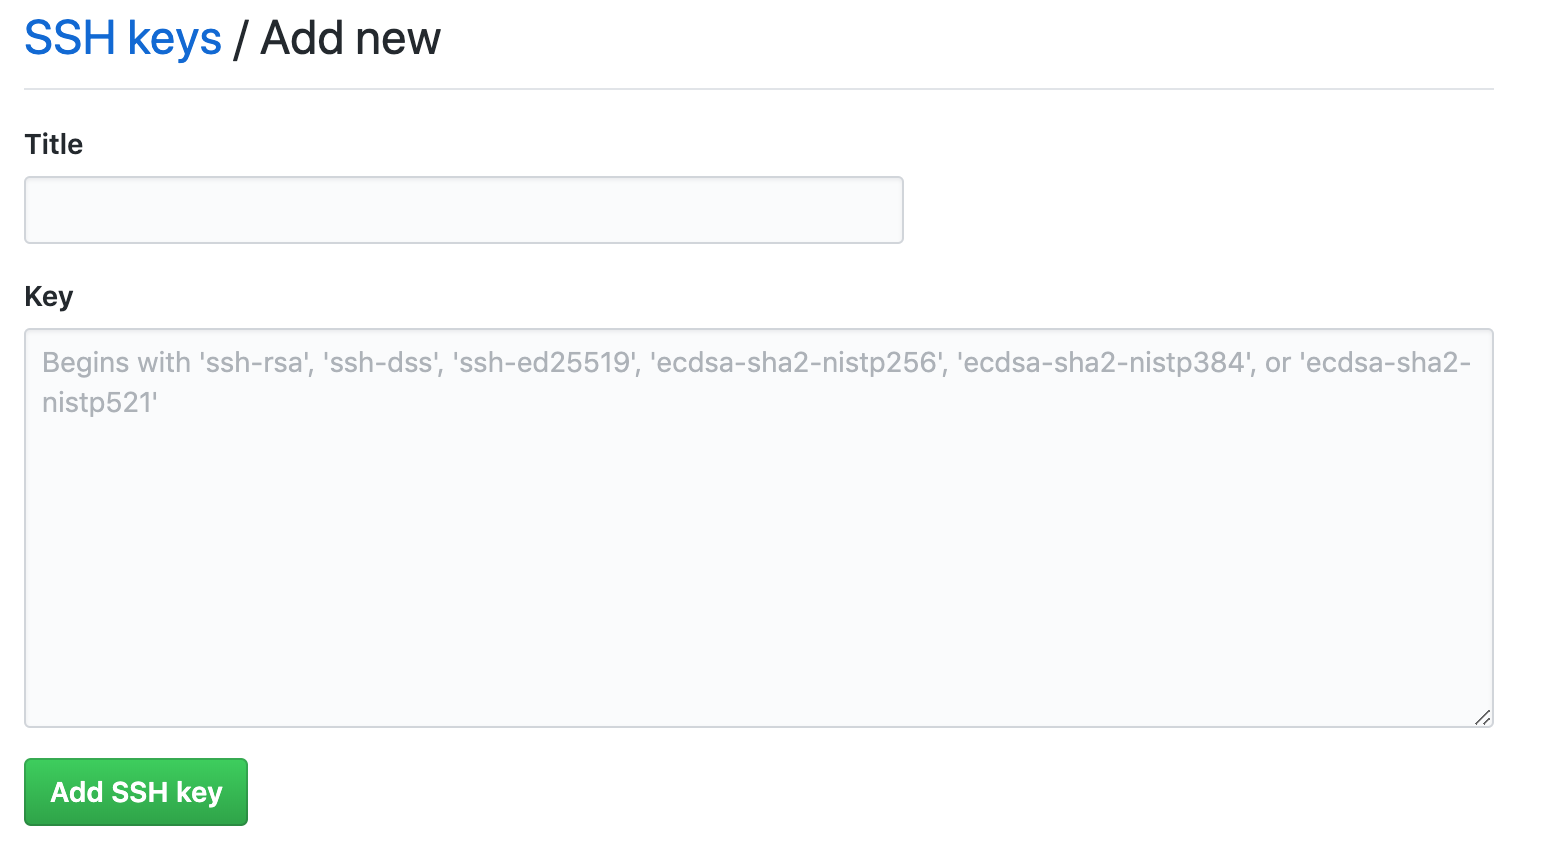 SSH keys / Add new
Title
Key
Begins with 'ssh-rsa', 'ssh-dss', 'ssh-ed25519', 'ecdsa-sha2-nistp256', 'ecdsa-sha2-nistp384', or 'ecdsa-sha2-
nistp521'
Add SSH key